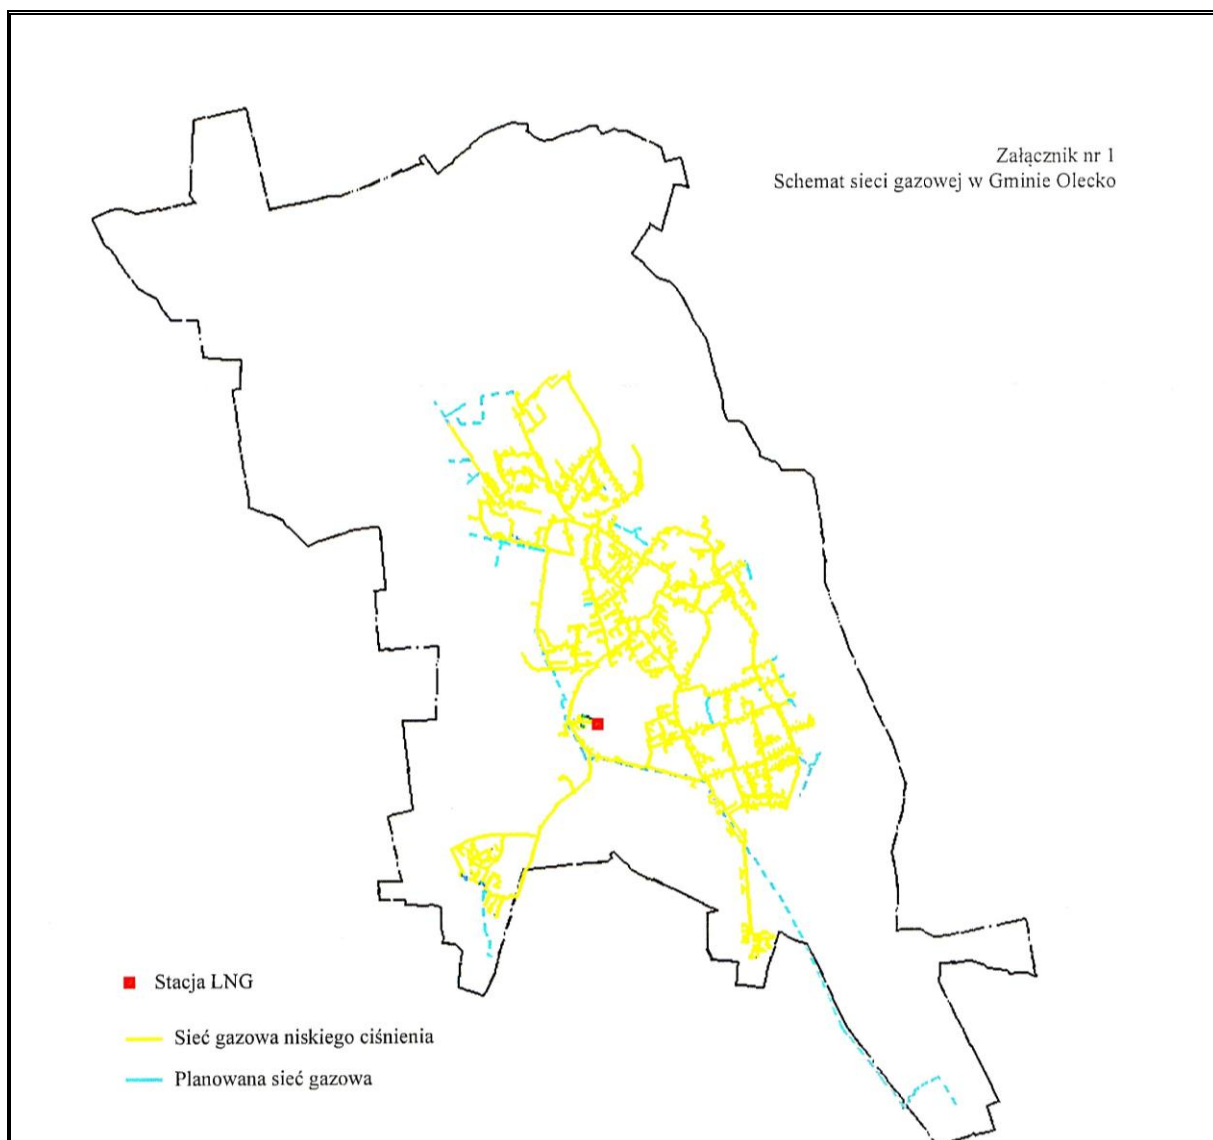 Załącznik nr 1
Schemat sieci gazowej w Gminie Olecko
Stacja LNG
Sieć gazowa niskiego ciśnienia
Planowana sieć gazowa